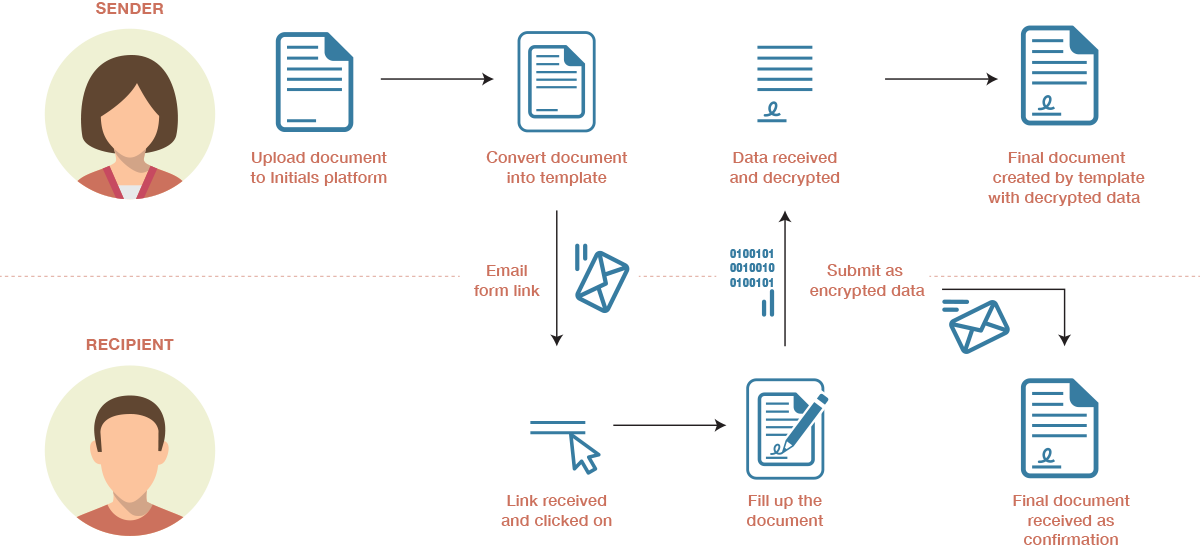 SENDER
Upload document
to Initials platform
Convert document
into template
Data received
and decrypted
Final document
created by template
with decrypted data
Email
form link
0100101
0010010
0100101
Submit as
encrypted data
RECIPIENT
Link received
and clicked on
Fill up the
document
Final document
received as
confirmation